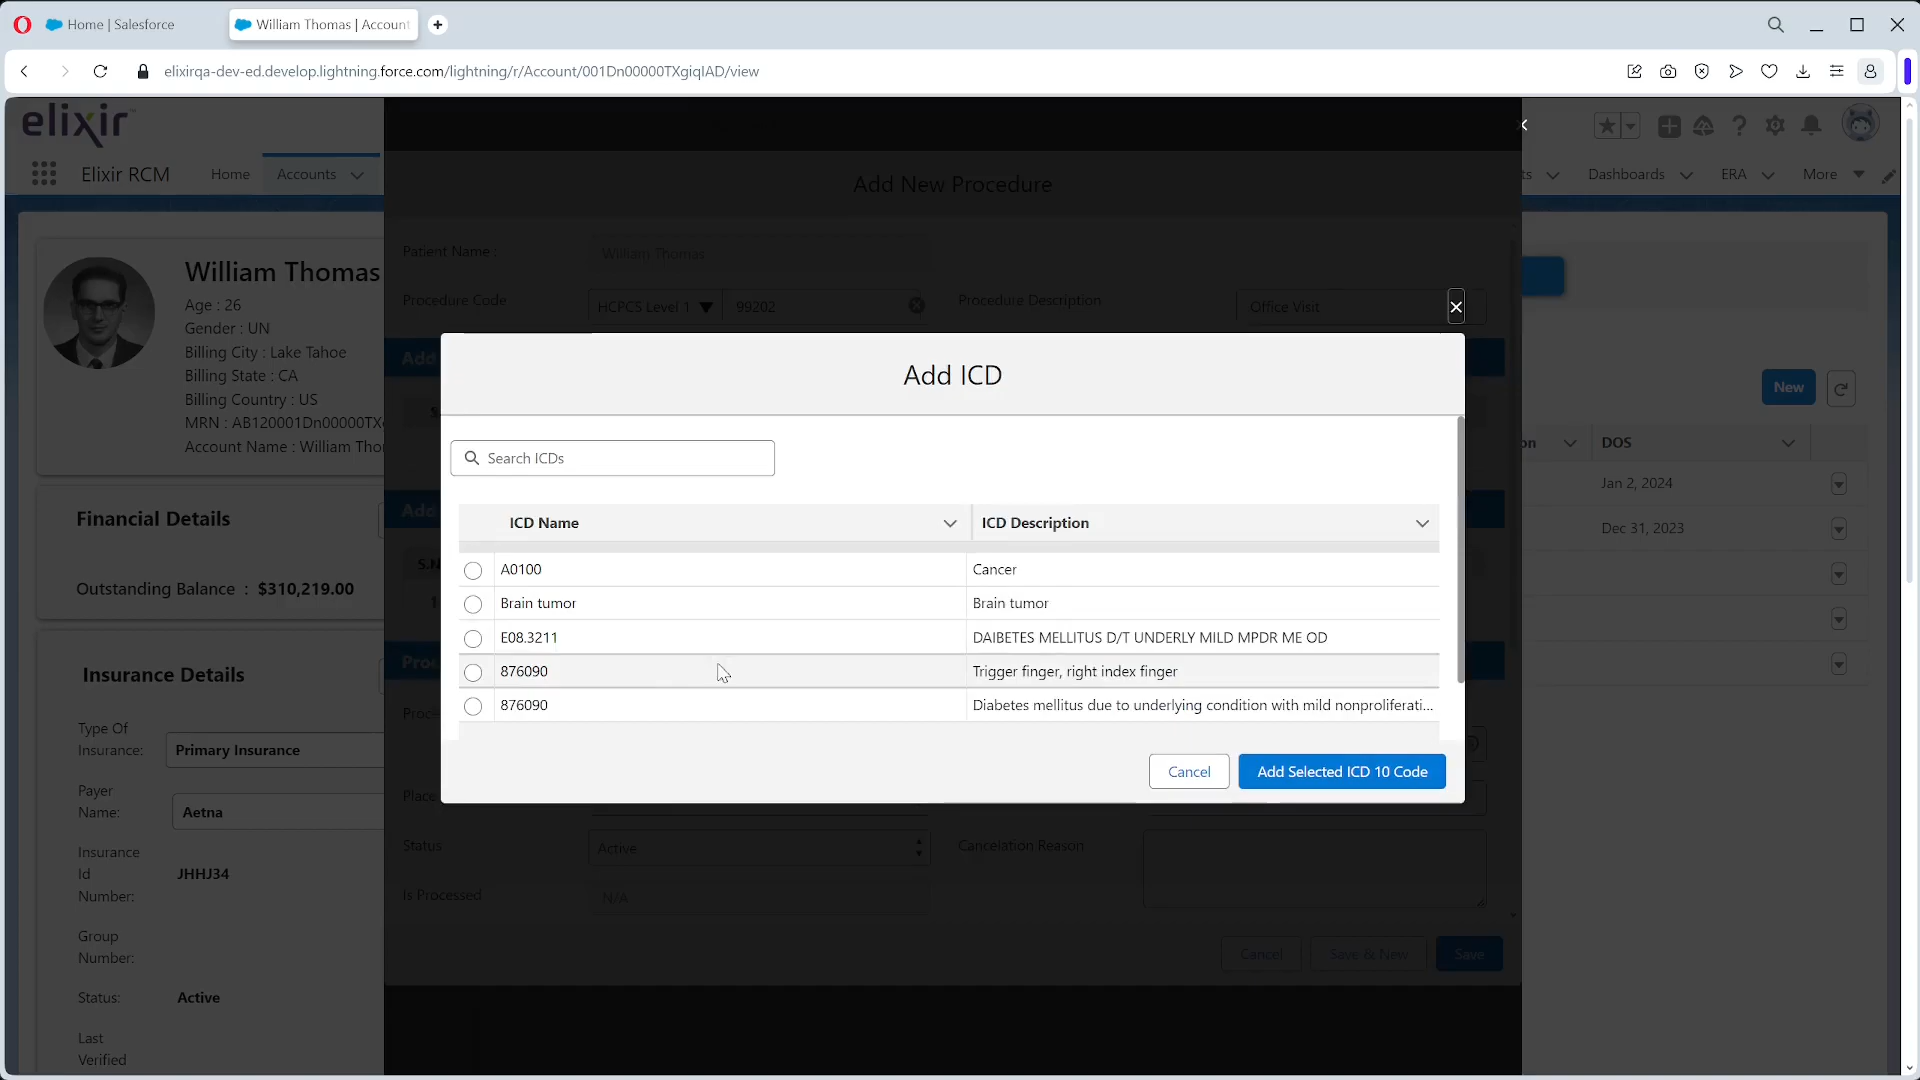 Home | Salesforce
William Thomas | Account
elixirqa-dev-ed.develop.lightning.force.com/lightning/r/Account/001Dn00000TXgiqIAD/view
elixir
Elixir RCM
Home
Accounts
Dashboards
ERA
More
Add New Procedure
William Thomas
Age : 26
Gender : UN
Billing City : Lake Tahoe
Billing State : CA
Billing Country : US
MRN : AB120001Dn00000TX
Account Name : William Tho
Patient Name :
William Thomas
Procedure Code
HCPCS Level 1
99202
Procedure Description
Office Visit
Add ICD
Search ICDs
ICD Name
ICD Description
A0100
Cancer
Brain tumor
Brain tumor
E08.3211
DAIBETES MELLITUS D/T UNDERLY MILD MPDR ME OD
876090
Trigger finger, right index finger
876090
Diabetes mellitus due to underlying condition with mild nonproliferati...
Cancel
Add Selected ICD 10 Code
New
on
DOS
Jan 2, 2024
Dec 31, 2023
Financial Details
Outstanding Balance : $310,219.00
Insurance Details
Type Of
Insurance:
Primary Insurance
Payer
Name:
Aetna
Insurance
Id
Number:
JHHJ34
Group
Number:
Status:
Active
Last
Verified
Place
Status
Active
Cancelation Reason
Is Processed
N/A
Cancel
Save & New
Save